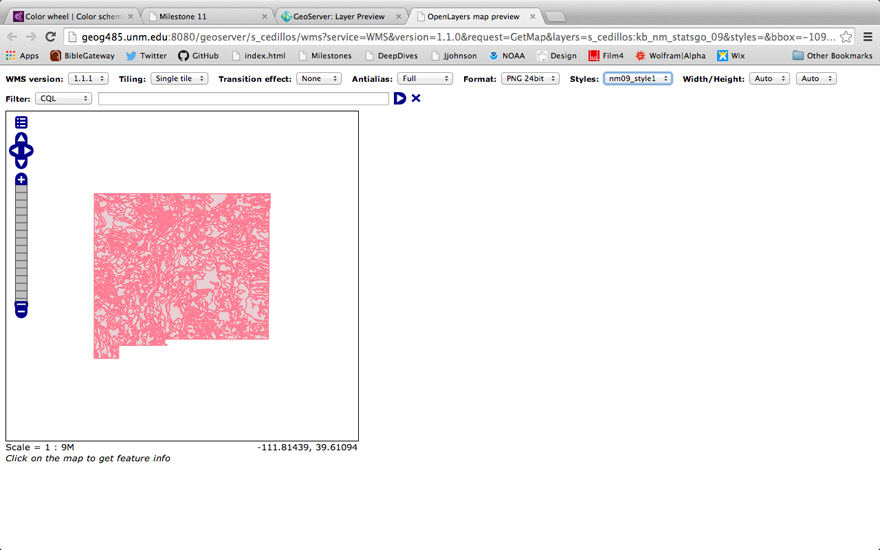 Color wheel | Color schem
Milestone 11
GeoServer: Layer Preview
OpenLayers map preview
geog485.unm.edu:8080/geoserver/s_cedillos/wms?service=WMS&version=1.1.0&request=GetMap&layers=s_cedillos:kb_nm_statsgo_09&styles=&bbox=-109...
Apps BibleGateway Twitter GitHub index.html Milestones DeepDives Jjohnson NOAA Design Film4 Wolfram|Alpha Wix Other Bookmarks
WMS version: 1.1.1 Tiling: Single tile Transition effect: None Antialias: Full Format: PNG 24bit Styles: nm09_style1 Width/Height: Auto Auto
Filter: CQL
Scale = 1 : 9M -111.81439, 39.61094
Click on the map to get feature info